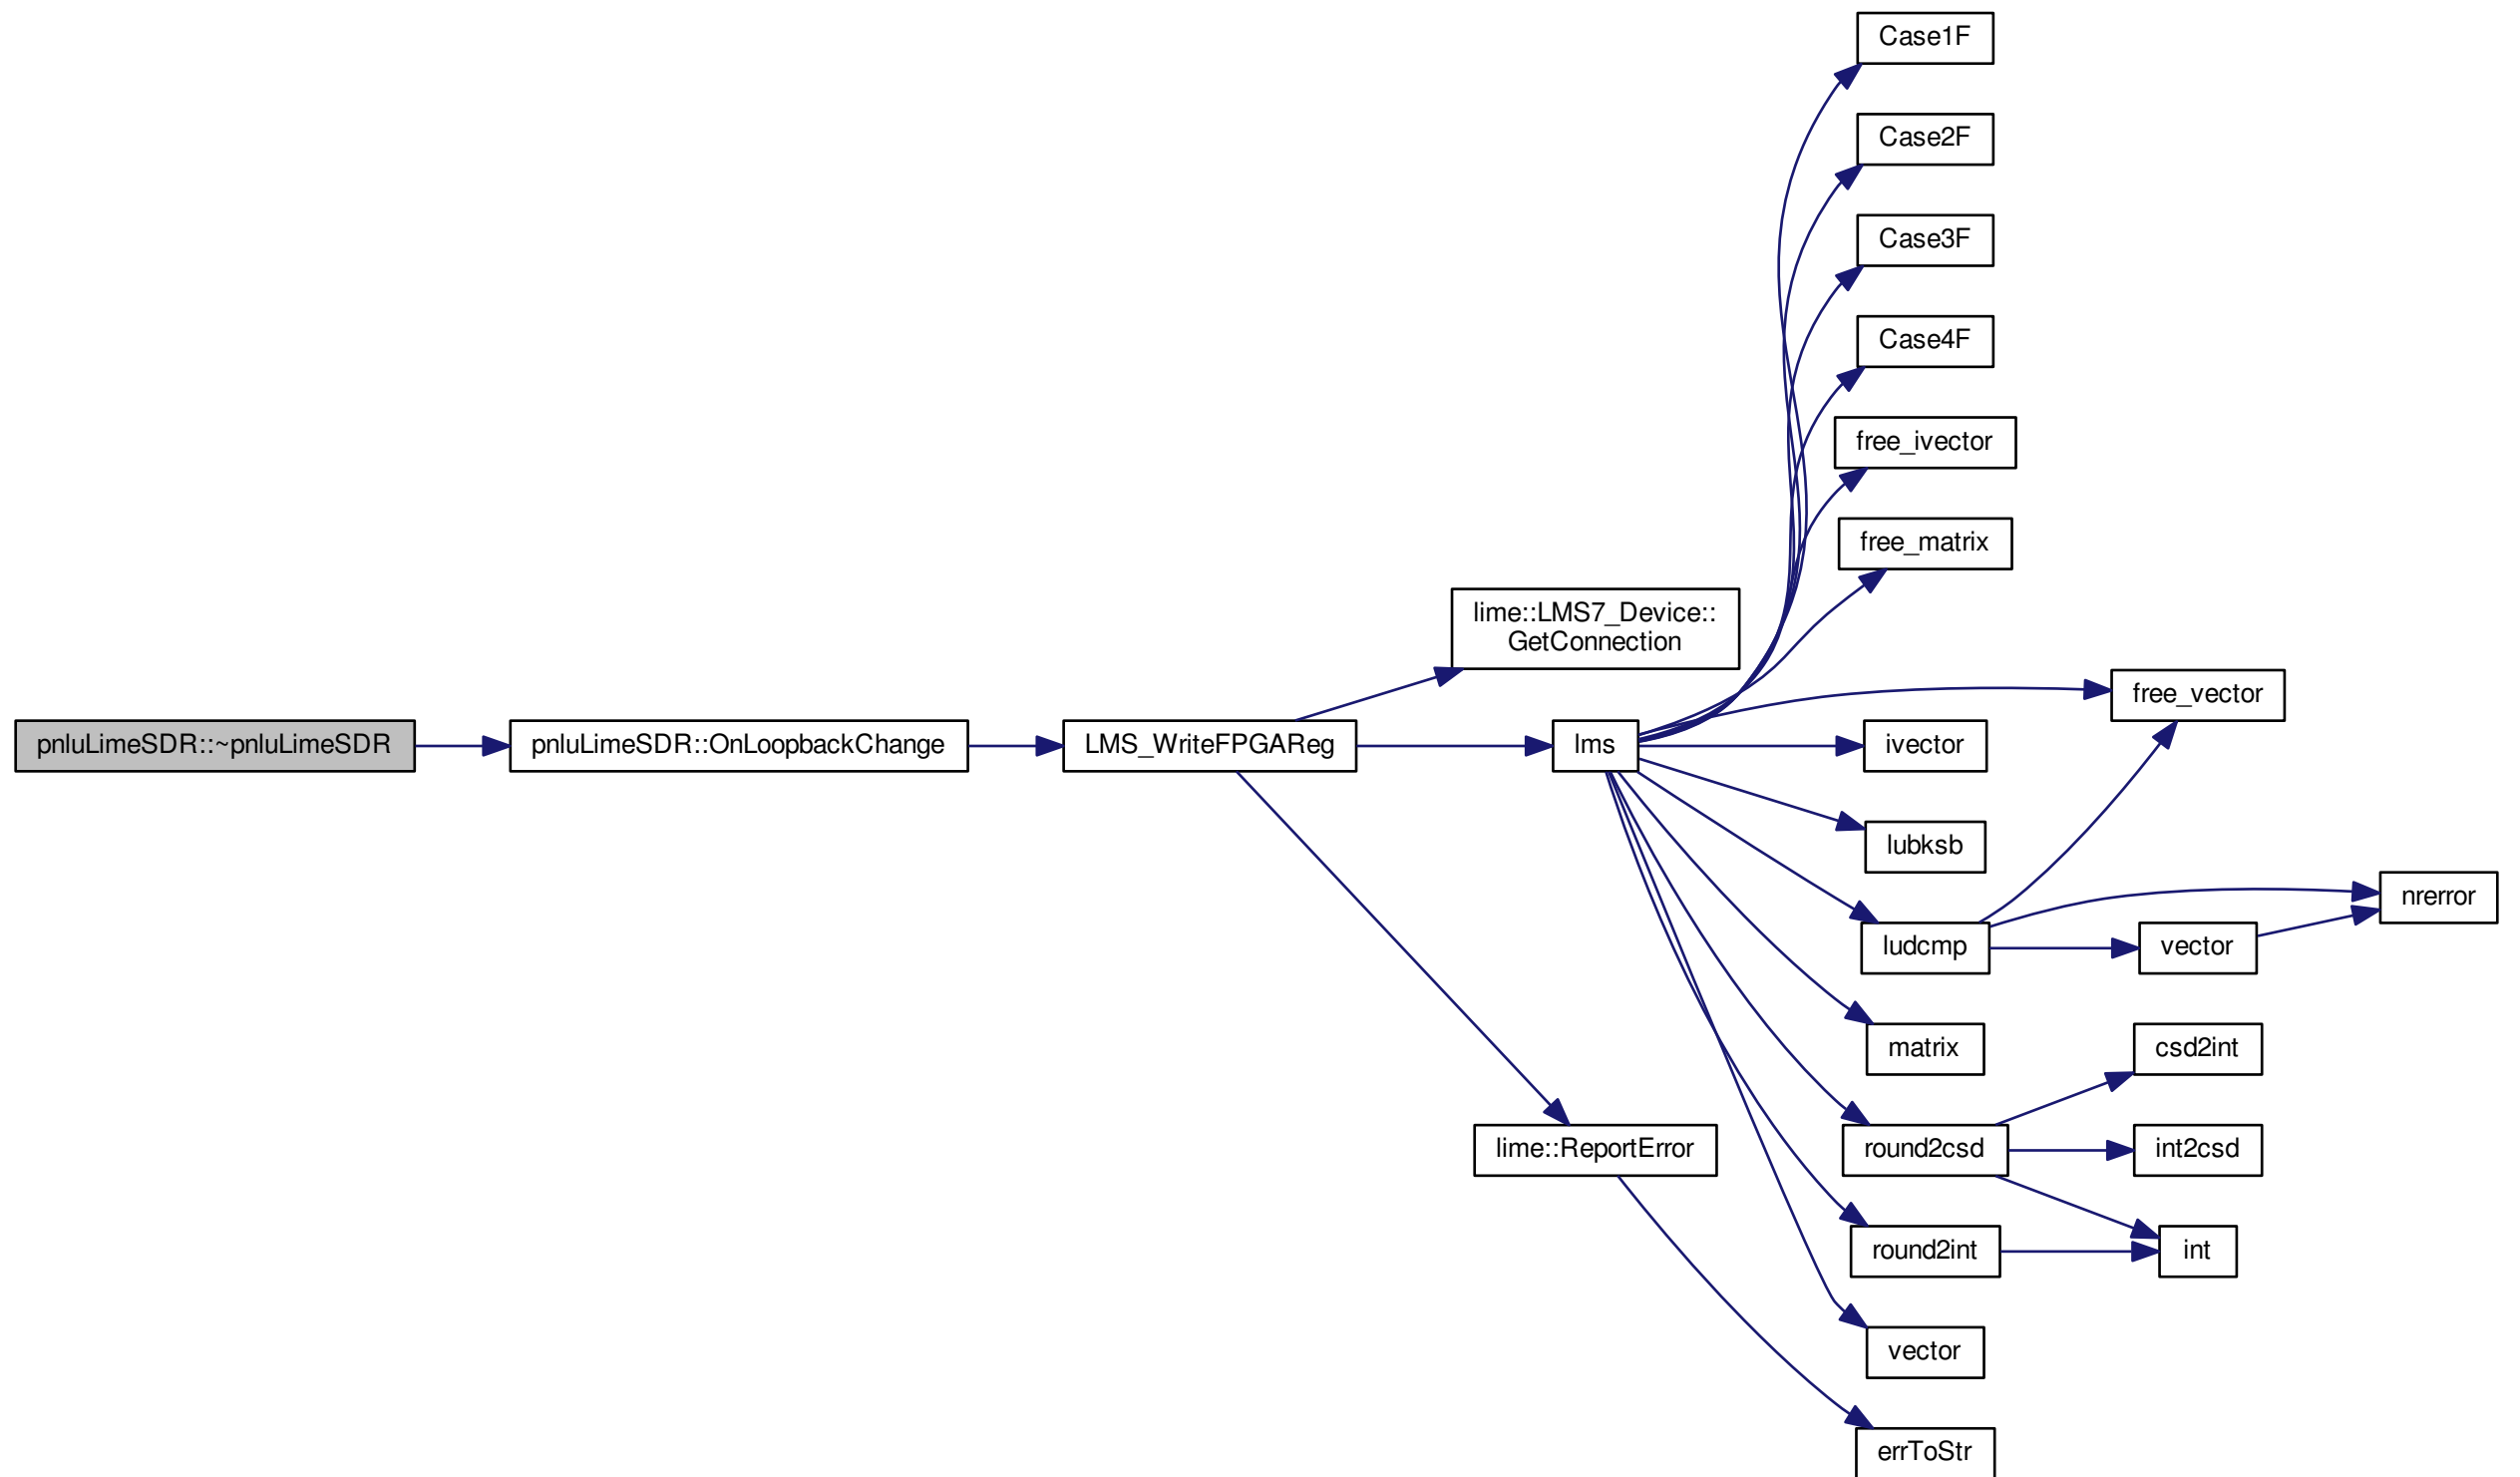 Case1F
Case2F
Case3F
Case4F
free_ivector
free_matrix
lime::LMS7_Device::
GetConnection
free_vector
pnluLimeSDR::~pnluLimeSDR
pnluLimeSDR::OnLoopbackChange
LMS_WriteFPGAReg
lms
ivector
lubksb
nrerror
ludcmp
vector
matrix
csd2int
lime::ReportError
round2csd
int2csd
round2int
int
vector
errToStr